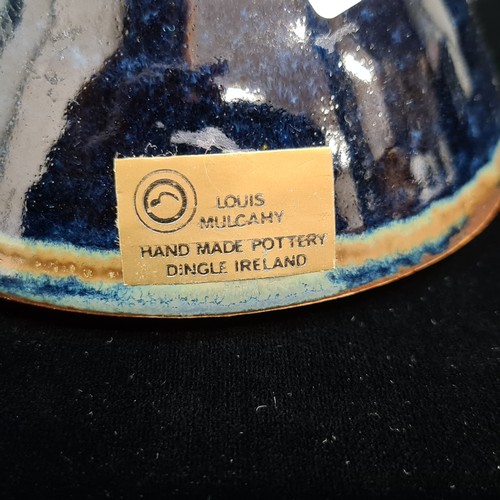 LOUIS
MULCAHY
HAND MADE POTTERY
DINGLE IRELAND